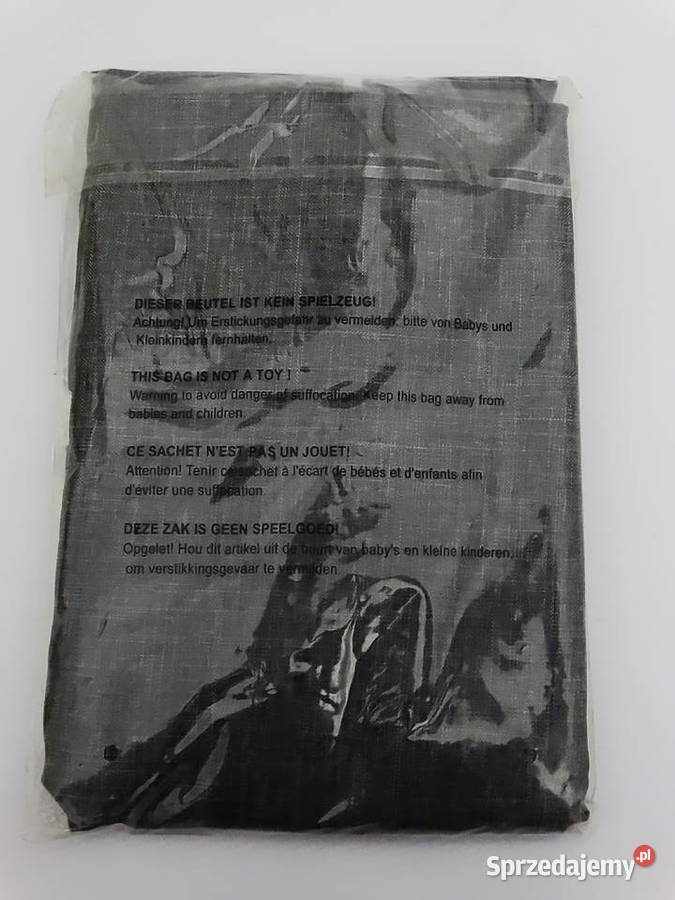 DIESER BEUTEL IST KEIN SPIELZEUG!
Achtung! Um Erstickungsgefahr zu vermeiden, bitte von Babys und
Kleinkindern fernhalten.
THIS BAG IS NOT A TOY !
Warning to avoid danger of suffocation. Keep this bag away from
babies and children.
CE SACHET N'EST PAS UN JOUET!
Attention! Tenir ce sachet à l'écart de bébés et d'enfants afin
d'éviter une suffocation.
DEZE ZAK IS GEEN SPEELGOED!
Opgelet! Hou dit artikel uit de buurt van baby's en kleine kinderen,
om verstikkingsgevaar te vermijden
Sprzedajemy.pl